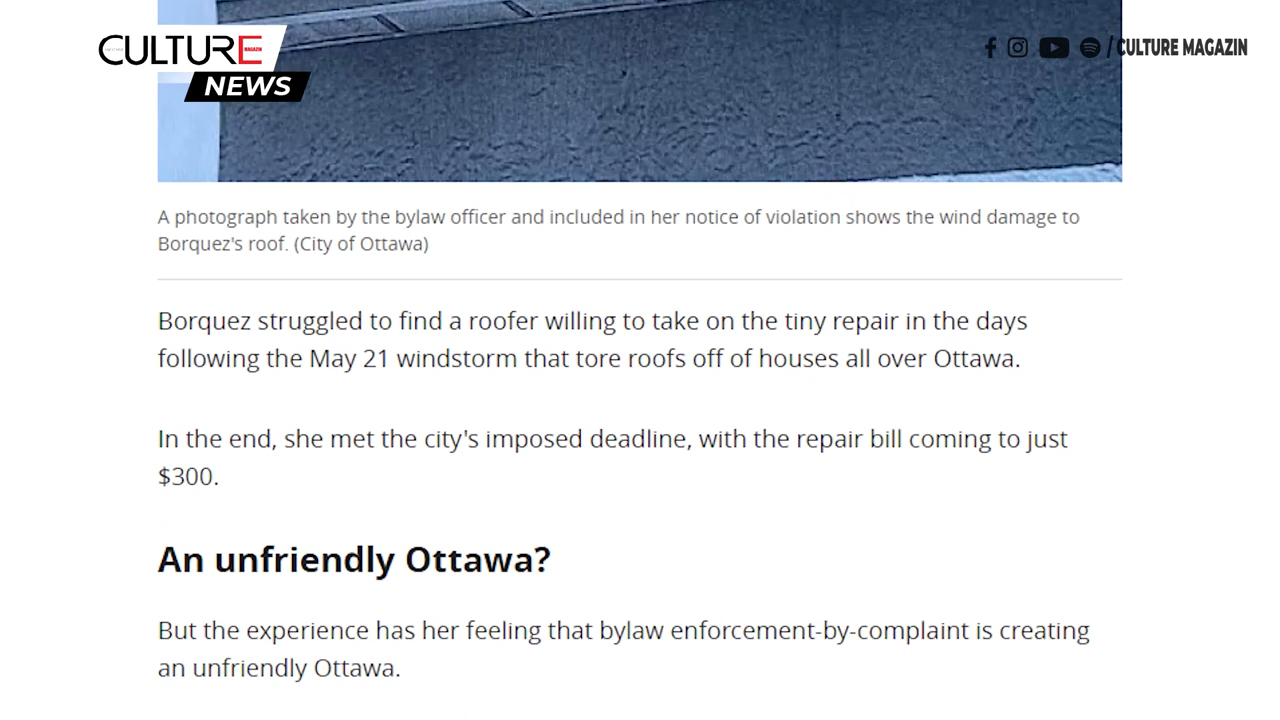 CULTURE
MAGAZIN
NEWS
/ CULTURE MAGAZIN
A photograph taken by the bylaw officer and included in her notice of violation shows the wind damage to
Borquez's roof. (City of Ottawa)
Borquez struggled to find a roofer willing to take on the tiny repair in the days
following the May 21 windstorm that tore roofs off of houses all over Ottawa.
In the end, she met the city's imposed deadline, with the repair bill coming to just
$300.
An unfriendly Ottawa?
But the experience has her feeling that bylaw enforcement-by-complaint is creating
an unfriendly Ottawa.